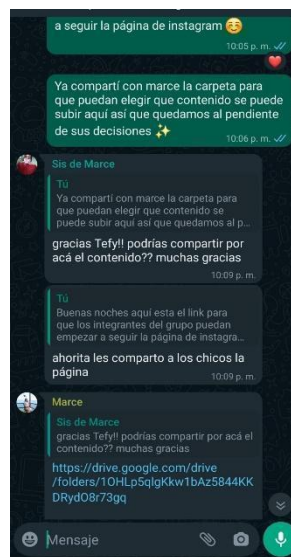 a seguir la página de instagram ☺️
10:05 p. m.
❤️
Ya compartí con marce la carpeta para
que puedan elegir que contenido se puede
subir aquí así que quedamos al pendiente
de sus decisiones ✨
10:06 p. m.
Sis de Marce
Tú
Ya compartí con marce la carpeta para
que puedan elegir que contenido se
puede subir aquí así que quedamos al p...
gracias Tefy!! podrías compartir por
acá el contenido?? muchas gracias
10:09 p. m.
Tú
Buenas noches aquí esta el link para
que los integrantes del grupo puedan
empezar a seguir la página de instagra...
ahorita les comparto a los chicos la
página
10:09 p. m.
Marce
Sis de Marce
gracias Tefy!! podrías compartir por acá el
contenido?? muchas gracias
https://drive.google.com/drive
/folders/1OHLp5qlgKkw1bAz5844KK
DRydO8r73gq
Mensaje